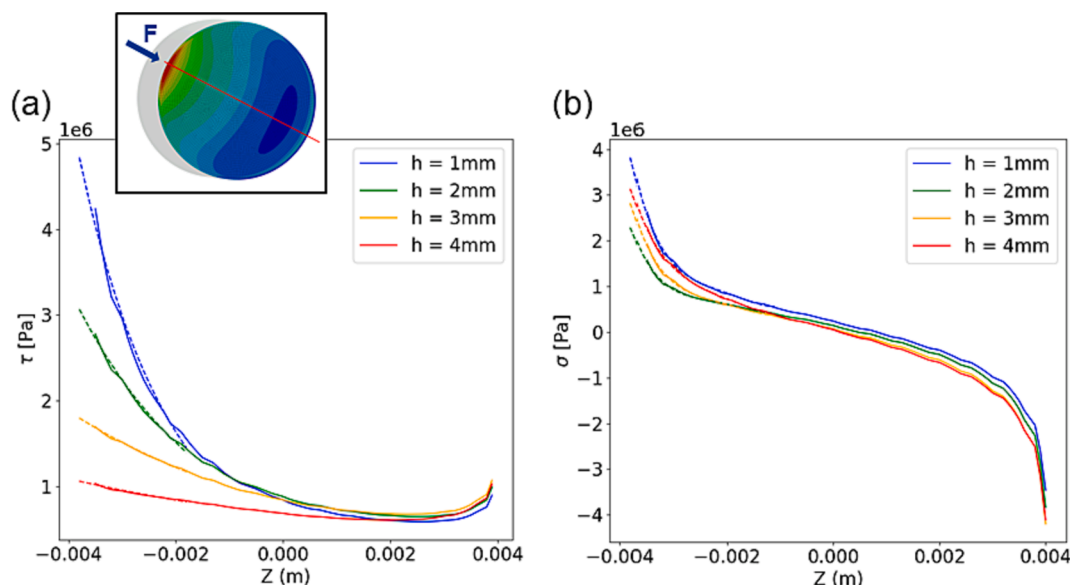 F
(a)
1e6
5
4
3
2
1
τ [Pa]
−0.004 −0.002 0.000 0.002 0.004
Z (m)
h = 1mm
h = 2mm
h = 3mm
h = 4mm
(b)
1e6
4
3
2
1
0
−1
−2
−3
−4
σ [Pa]
−0.004 −0.002 0.000 0.002 0.004
Z (m)
h = 1mm
h = 2mm
h = 3mm
h = 4mm